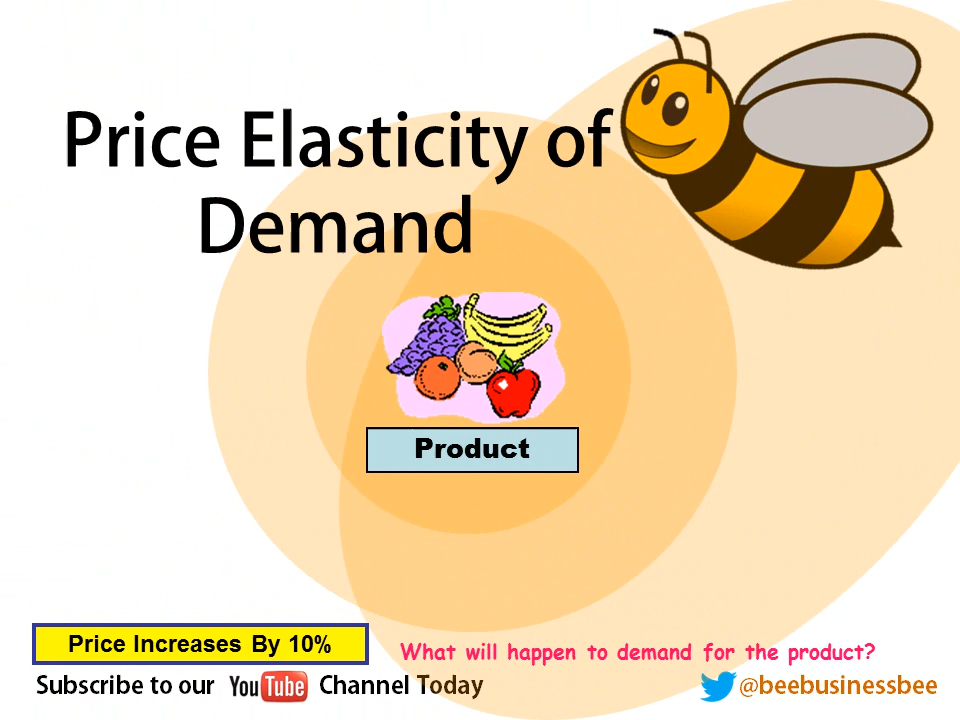 Price Elasticity of
Demand
Product
Price Increases By 10%
What will happen to demand for the product?
Subscribe to our YouTube Channel Today
@beebusinessbee